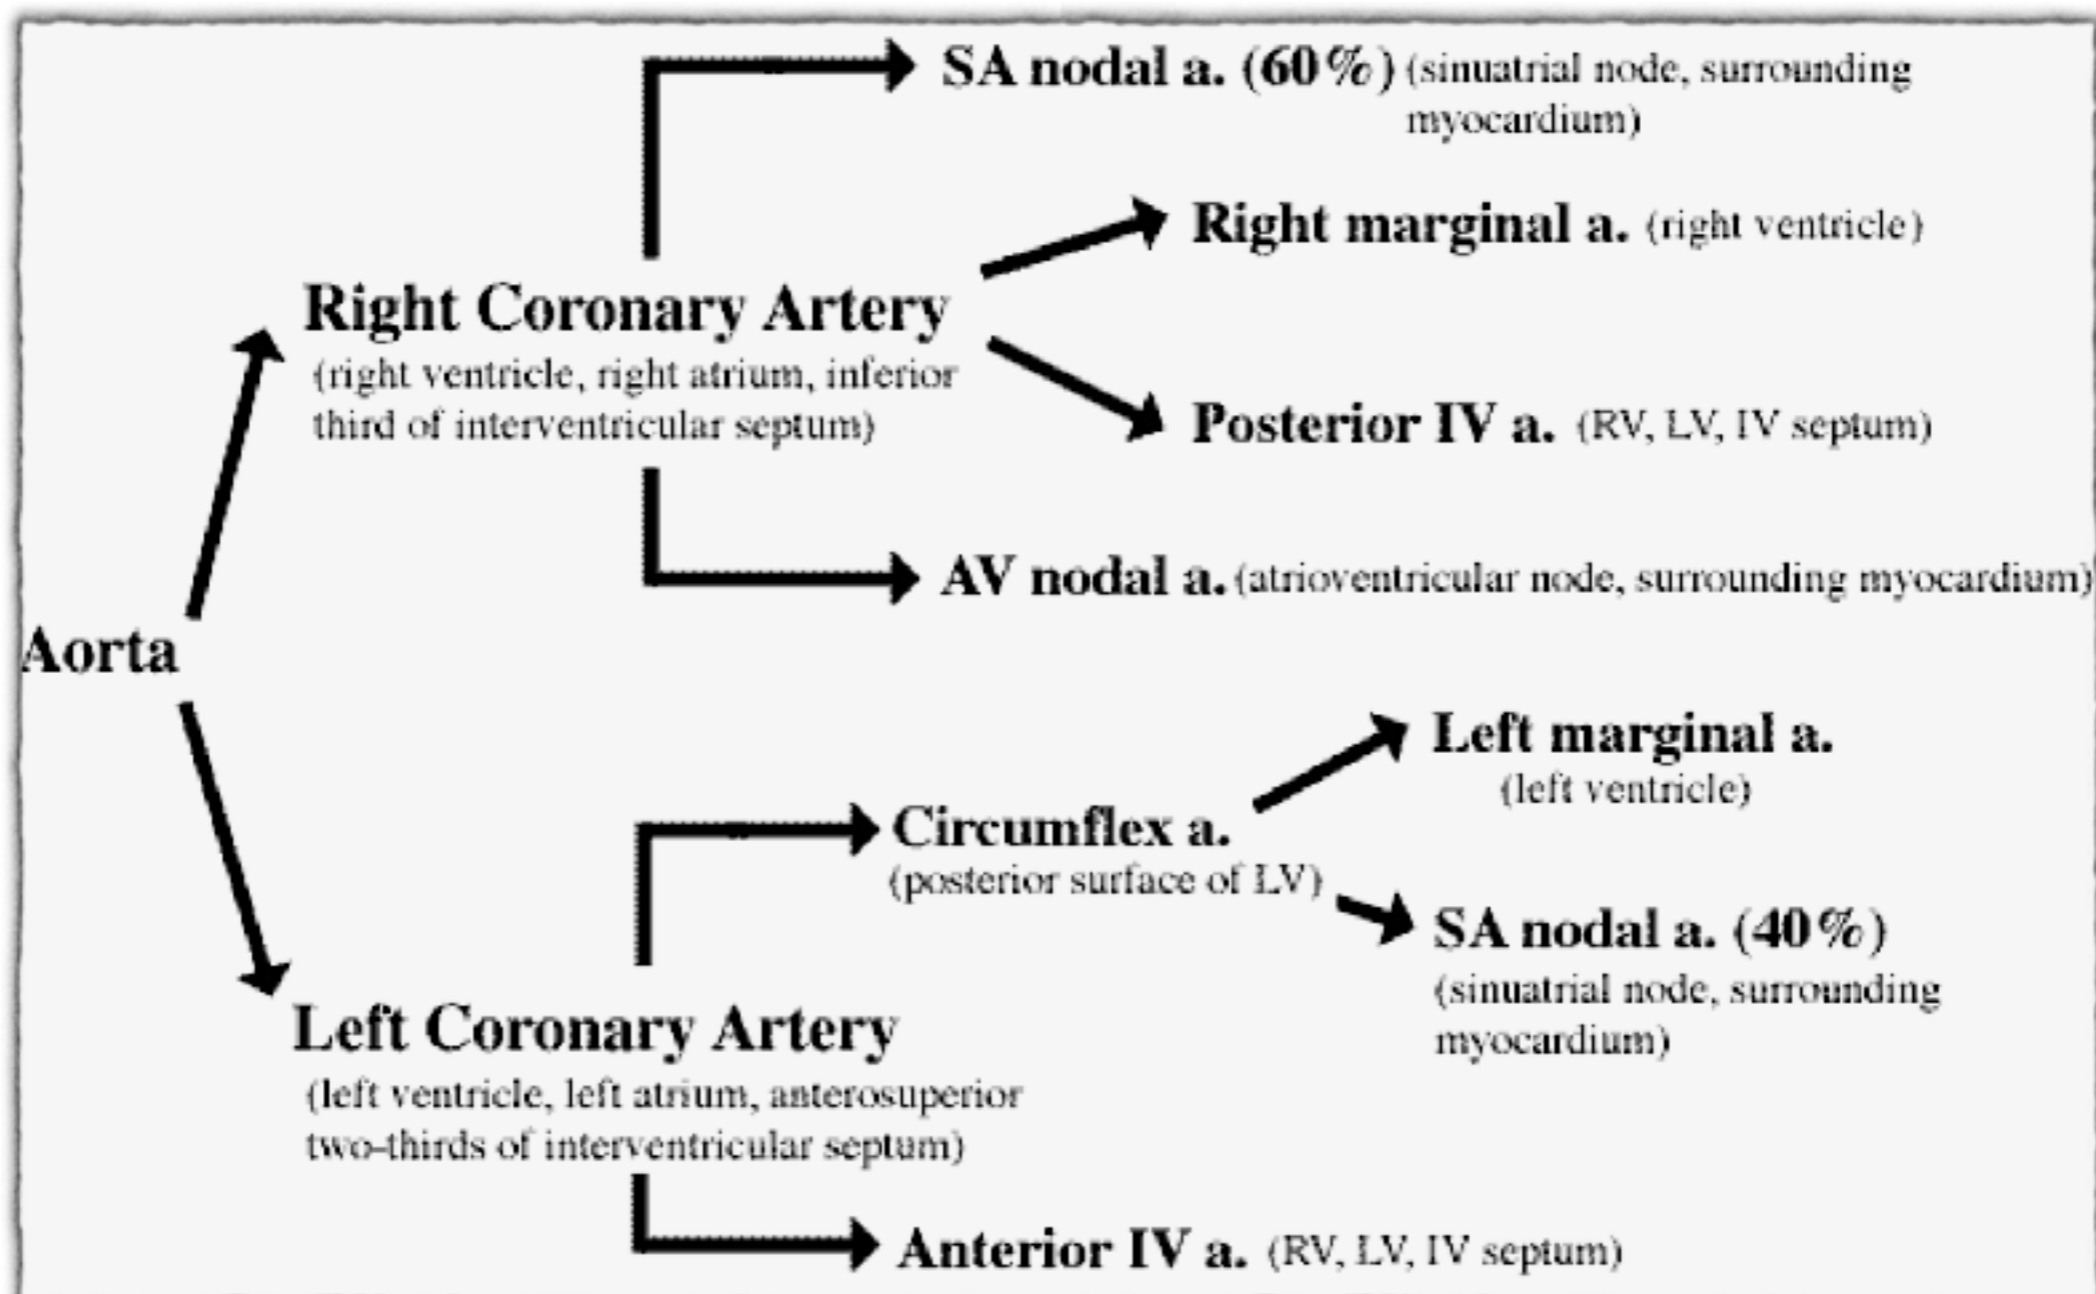 SA nodal a. (60%) (sinuatrial node, surrounding
myocardium)
Right marginal a. (right ventricle)
Right Coronary Artery
(right ventricle, right atrium, inferior
third of interventricular septum)
Posterior IV a. (RV, LV, IV septum)
AV nodal a. (atrioventricular node, surrounding myocardium)
Aorta
Left marginal a.
(left ventricle)
Circumflex a.
(posterior surface of LV)
SA nodal a. (40%)
(sinuatrial node, surrounding
myocardium)
Left Coronary Artery
(left ventricle, left atrium, anterosuperior
two-thirds of interventricular septum)
Anterior IV a. (RV, LV, IV septum)